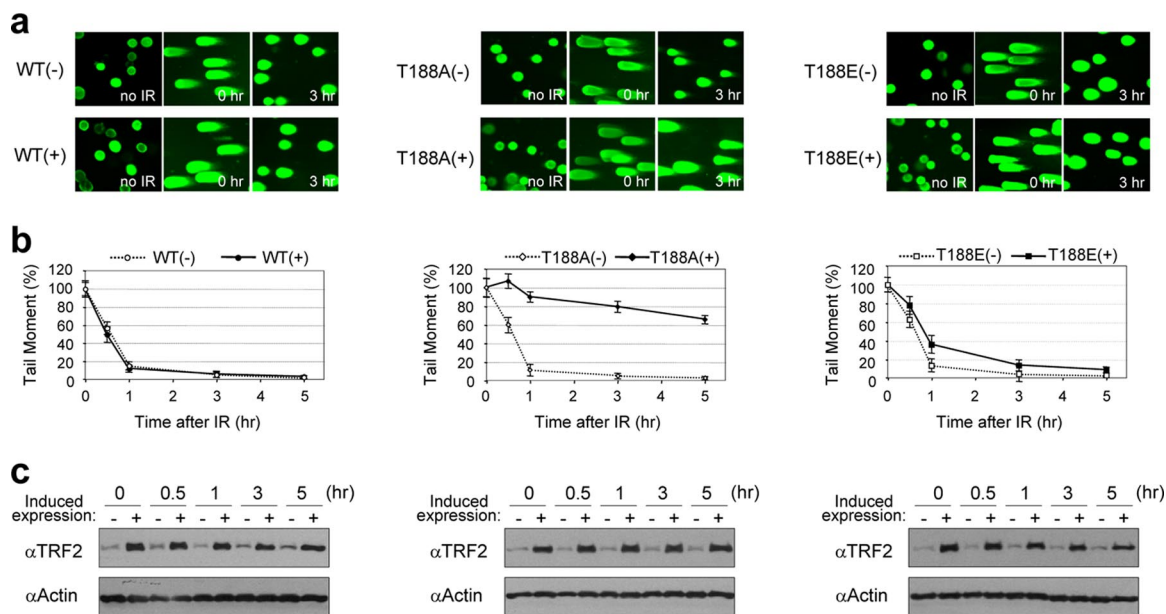 a
WT(-) no IR 0 hr 3 hr
T188A(-) no IR 0 hr 3 hr
T188E(-) no IR 0 hr 3 hr
WT(+) no IR 0 hr 3 hr
T188A(+) no IR 0 hr 3 hr
T188E(+) no IR 0 hr 3 hr
b
WT(-) WT(+)
Tail Moment (%)
120
100
80
60
40
20
0
0 1 2 3 4 5
Time after IR (hr)
T188A(-) T188A(+)
Tail Moment (%)
120
100
80
60
40
20
0
0 1 2 3 4 5
Time after IR (hr)
T188E(-) T188E(+)
Tail Moment (%)
120
100
80
60
40
20
0
0 1 2 3 4 5
Time after IR (hr)
c
0 0.5 1 3 5 (hr)
Induced
expression: - + - + - + - + - +
αTRF2
αActin
0 0.5 1 3 5 (hr)
Induced
expression: - + - + - + - + - +
αTRF2
αActin
0 0.5 1 3 5 (hr)
Induced
expression: - + - + - + - + - +
αTRF2
αActin